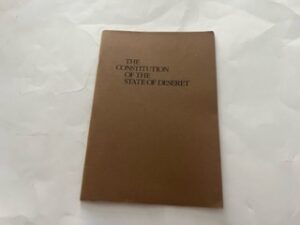 THE
CONSTITUTION
OF THE
STATE OF DESERET